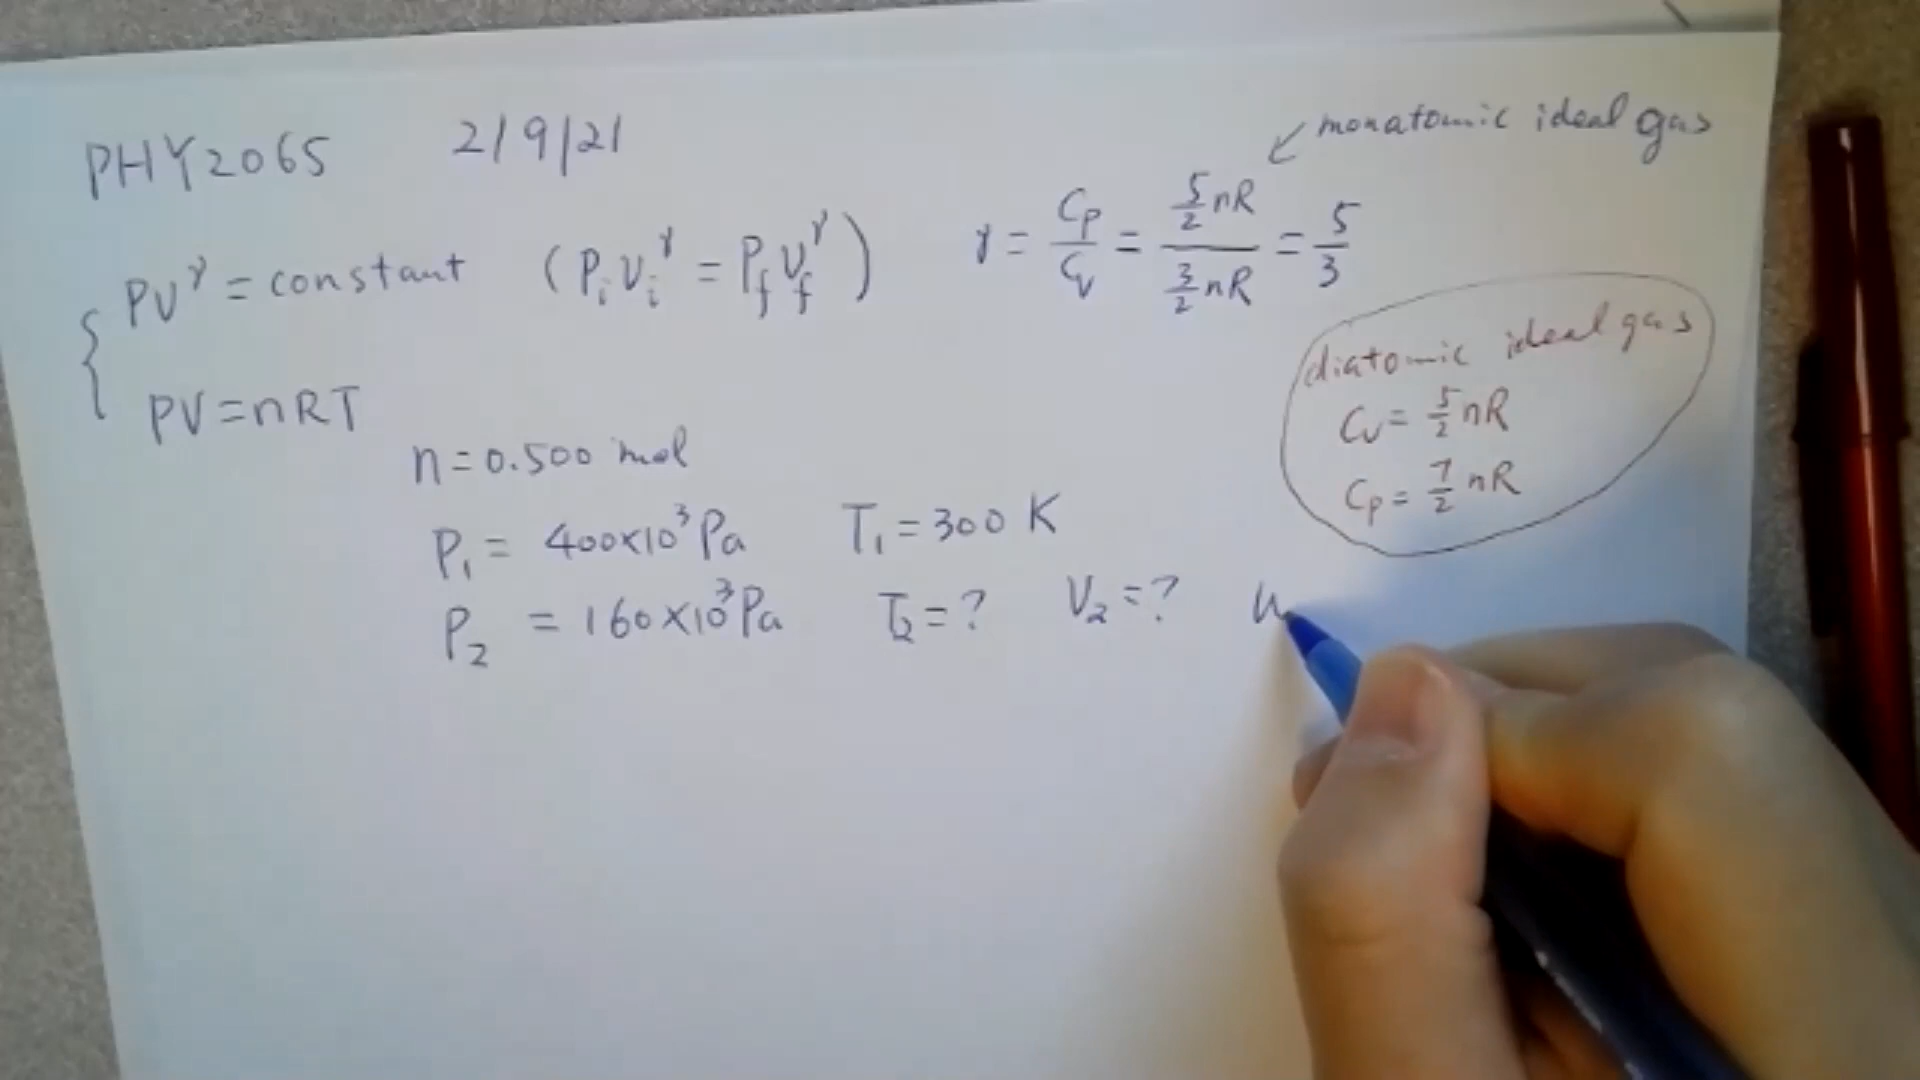 PHY2065 2/9/21
monatomic ideal gas
PV^γ = constant (P_i V_i^γ = P_f V_f^γ) γ = C_P/C_V = (5/2 nR)/(3/2 nR) = 5/3
PV = nRT
diatomic ideal gas
C_V = 5/2 nR
C_P = 7/2 nR
n = 0.500 mol
P_1 = 400×10^3 Pa T_1 = 300 K
P_2 = 160×10^3 Pa T_2 = ? V_2 = ?